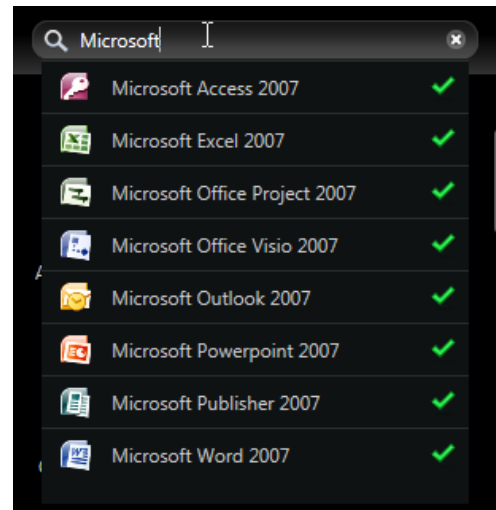 Microsoft
Microsoft Access 2007
Microsoft Excel 2007
Microsoft Office Project 2007
Microsoft Office Visio 2007
Microsoft Outlook 2007
Microsoft Powerpoint 2007
Microsoft Publisher 2007
Microsoft Word 2007